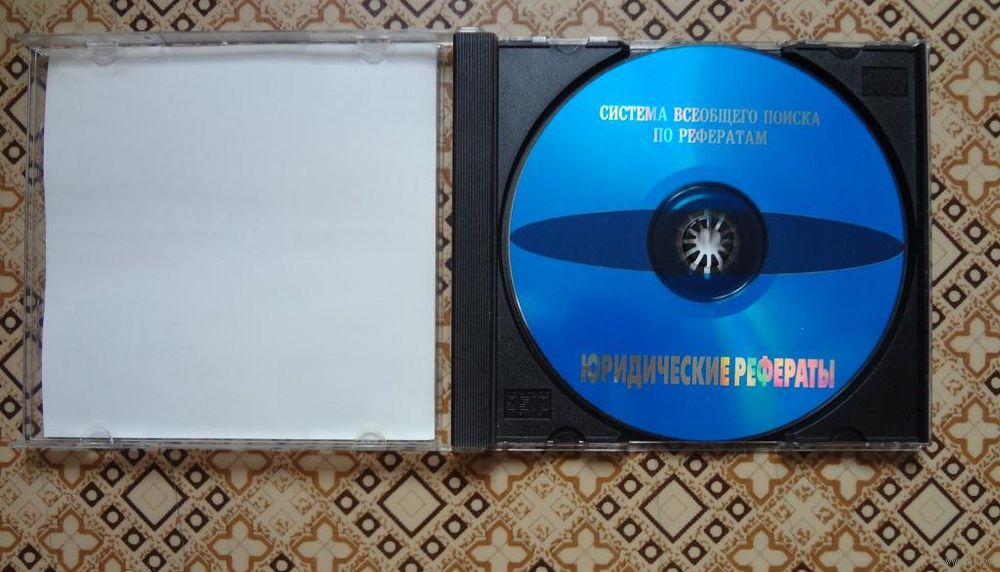 СИСТЕМА ВСЕОБЩЕГО ПОИСКА
ПО РЕФЕРАТАМ
ЮРИДИЧЕСКИЕ РЕФЕРАТЫ